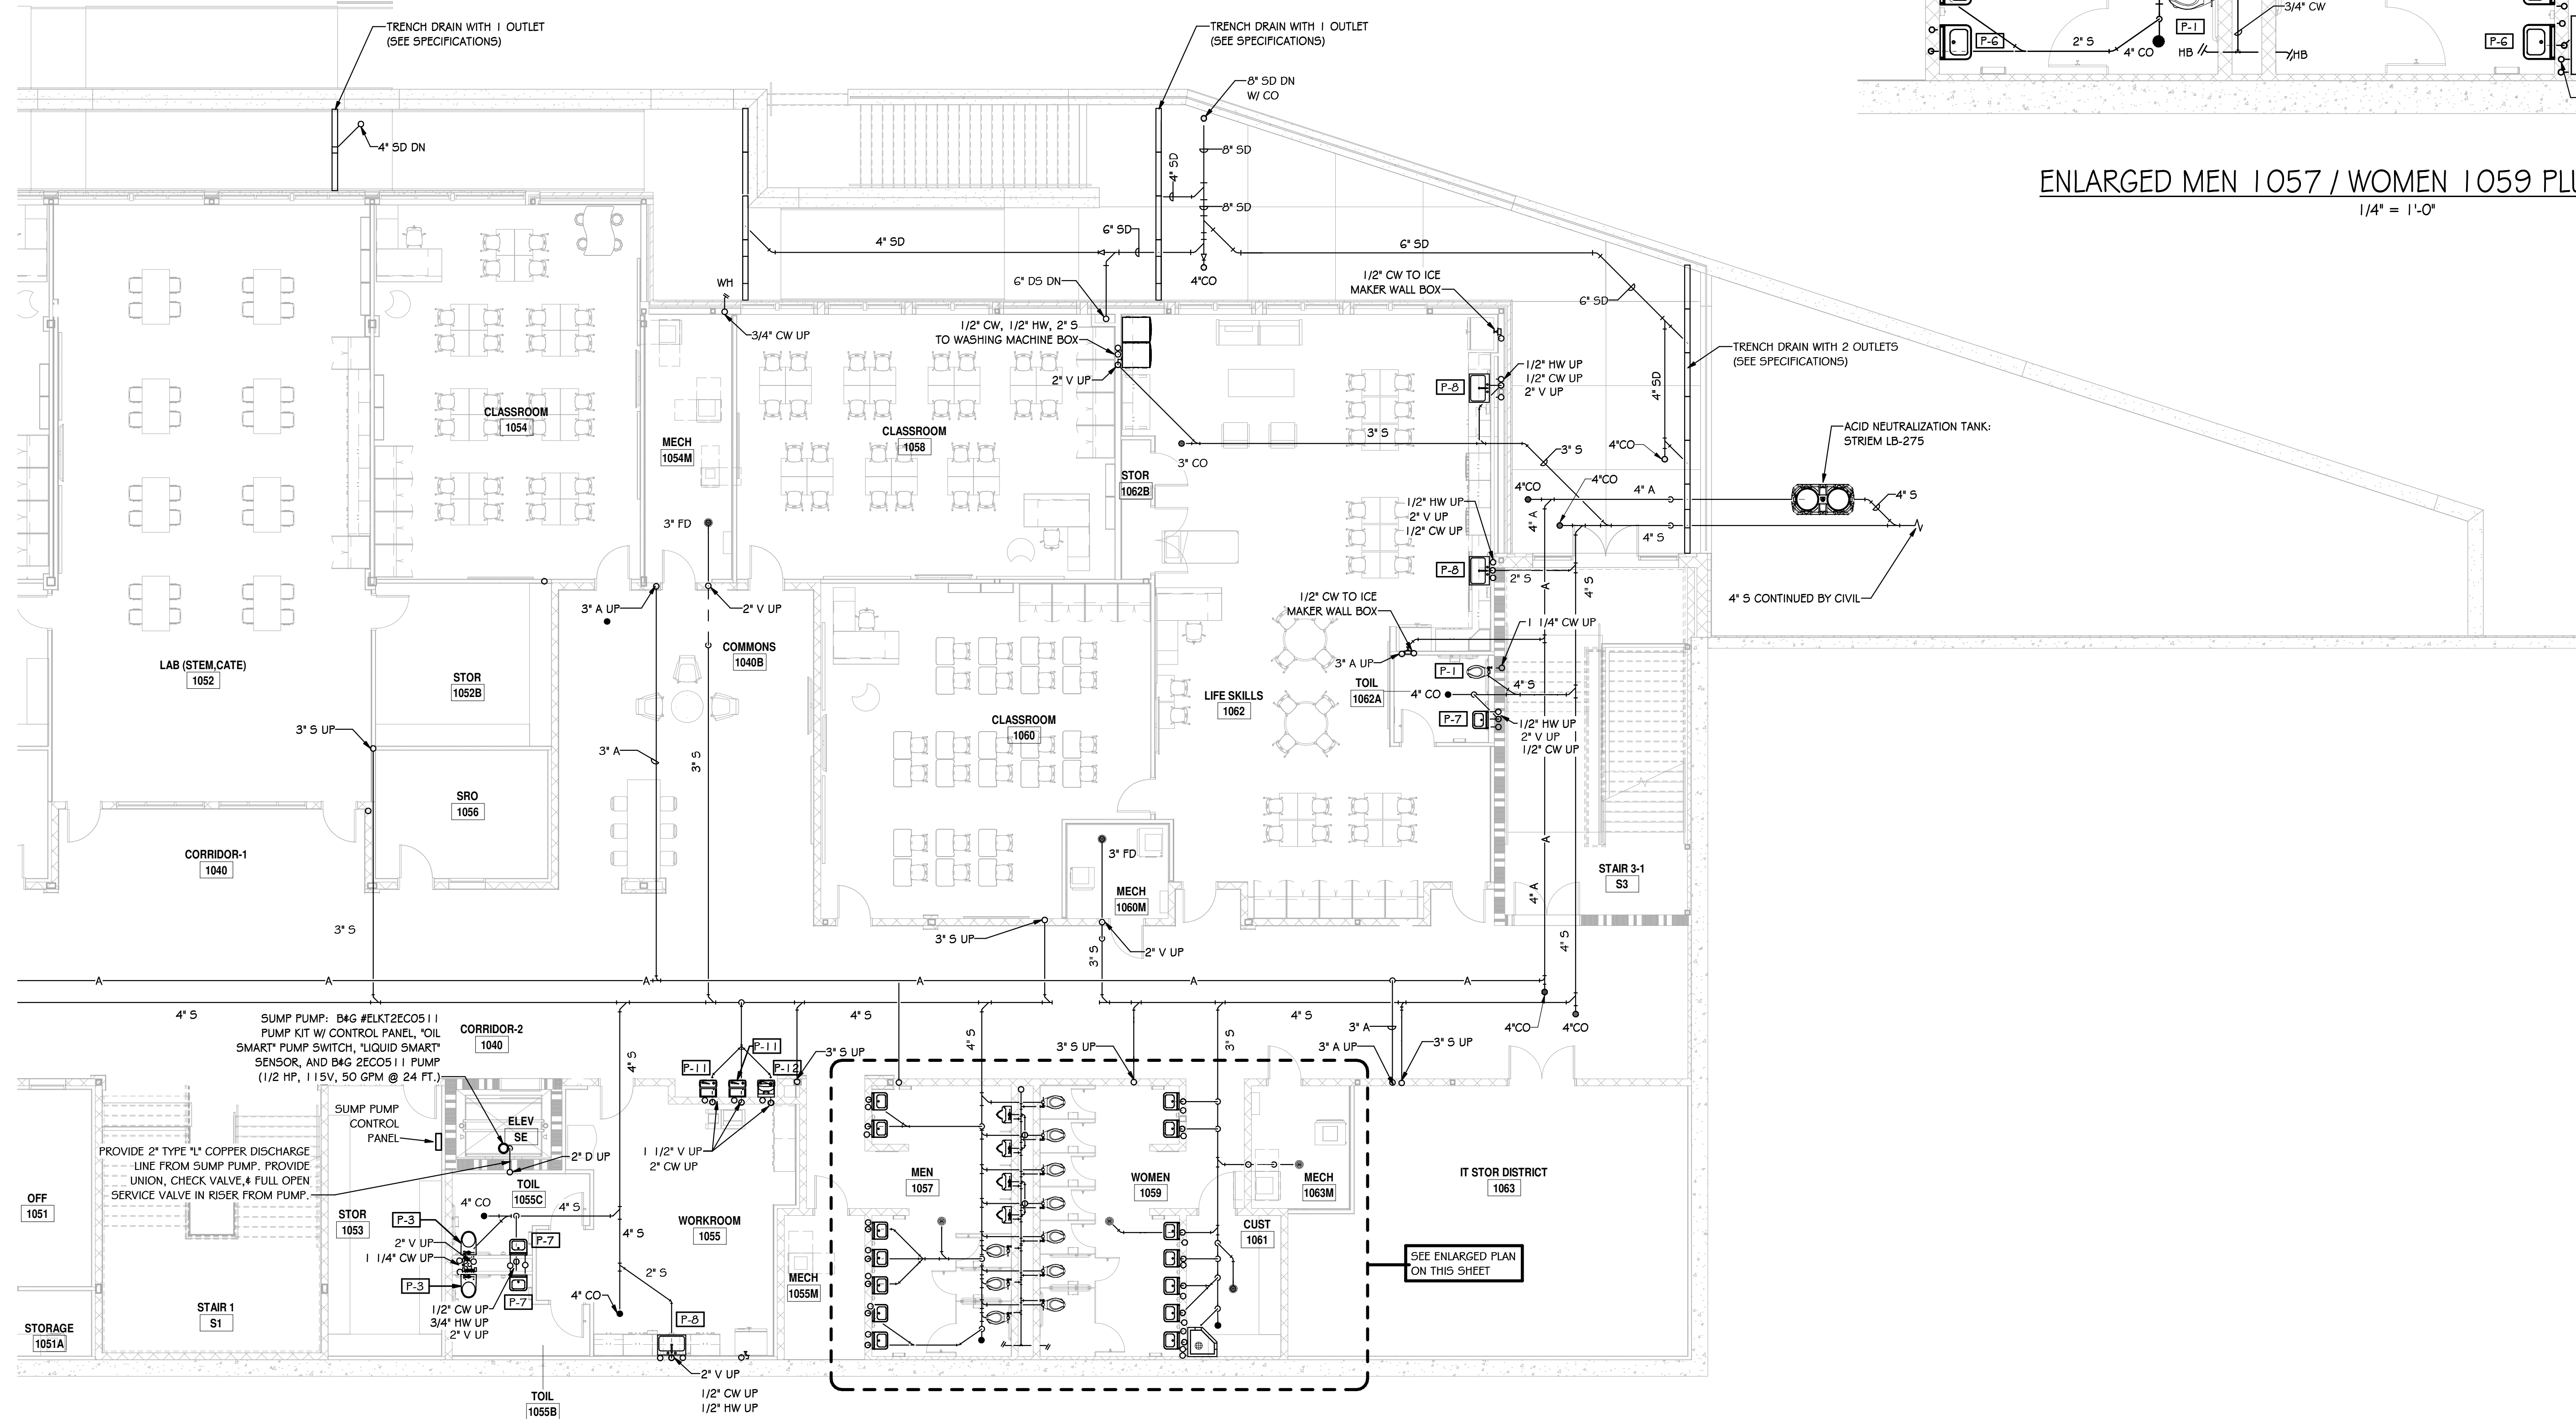 TRENCH DRAIN WITH 1 OUTLET
(SEE SPECIFICATIONS)
4" SD DN
TRENCH DRAIN WITH 1 OUTLET
(SEE SPECIFICATIONS)
8" SD DN
W/ CO
8" SD
4" SD
8" SD
6" SD
4" SD
6" SD
4"CO
6" DS DN
WH
3/4" CW UP
1/2" CW TO ICE
MAKER WALL BOX
6" SD
1/2" CW, 1/2" HW, 2" S
TO WASHING MACHINE BOX
2" V UP
TRENCH DRAIN WITH 2 OUTLETS
(SEE SPECIFICATIONS)
1/2" HW UP
1/2" CW UP
2" V UP
P-8
4" SD
3/4" CW
P-1
P-6
2" S
4" CO
HB
HB
P-6
ENLARGED MEN 1057 / WOMEN 1059 PLU
1/4" = 1'-0"
CLASSROOM
1054
MECH
1054M
CLASSROOM
1058
STOR
1062B
3" S
3" CO
3" S
4"CO
4"CO
4"CO
4" A
4" A
ACID NEUTRALIZATION TANK:
STRIEM LB-275
4" S
4" S
4" S CONTINUED BY CIVIL
1/2" HW UP
2" V UP
1/2" CW UP
P-8
2" S
A
4" S
3" FD
3" A UP
2" V UP
COMMONS
1040B
1/2" CW TO ICE
MAKER WALL BOX
3" A UP
1 1/4" CW UP
P-1
4" S
TOIL
1062A
4" CO
P-7
1/2" HW UP
2" V UP
1/2" CW UP
LAB (STEM,CATE)
1052
STOR
1052B
LIFE SKILLS
1062
CLASSROOM
1060
3" S UP
3" A
3" S
SRO
1056
CORRIDOR-1
1040
3" FD
MECH
1060M
A
STAIR 3-1
S3
4" A
3" S
3" S UP
3" S
2" V UP
4" S
A
A
A
A
A
A
4" S
4" S
4" S
4"CO
4"CO
SUMP PUMP: B&G #ELKT2EC0511
PUMP KIT W/ CONTROL PANEL, "OIL
SMART" PUMP SWITCH, "LIQUID SMART"
SENSOR, AND B&G 2EC0511 PUMP
(1/2 HP, 115V, 50 GPM @ 24 FT.)
CORRIDOR-2
1040
4" S
P-11
P-11
P-12
3" S UP
4" S
3" S UP
3" S
3" A
3" A UP
3" S UP
SUMP PUMP
CONTROL
PANEL
ELEV
SE
PROVIDE 2" TYPE "L" COPPER DISCHARGE
LINE FROM SUMP PUMP. PROVIDE
UNION, CHECK VALVE,& FULL OPEN
SERVICE VALVE IN RISER FROM PUMP.
2" D UP
1 1/2" V UP
2" CW UP
MEN
1057
WOMEN
1059
MECH
1063M
IT STOR DISTRICT
1063
OFF
1051
STOR
1053
TOIL
1055C
4" CO
4" S
P-3
P-7
2" V UP
1 1/4" CW UP
P-3
P-7
1/2" CW UP
3/4" HW UP
2" V UP
WORKROOM
1055
4" S
2" S
4" CO
P-8
MECH
1055M
CUST
1061
SEE ENLARGED PLAN
ON THIS SHEET
STAIR 1
S1
STORAGE
1051A
2" V UP
1/2" CW UP
1/2" HW UP
TOIL
1055B